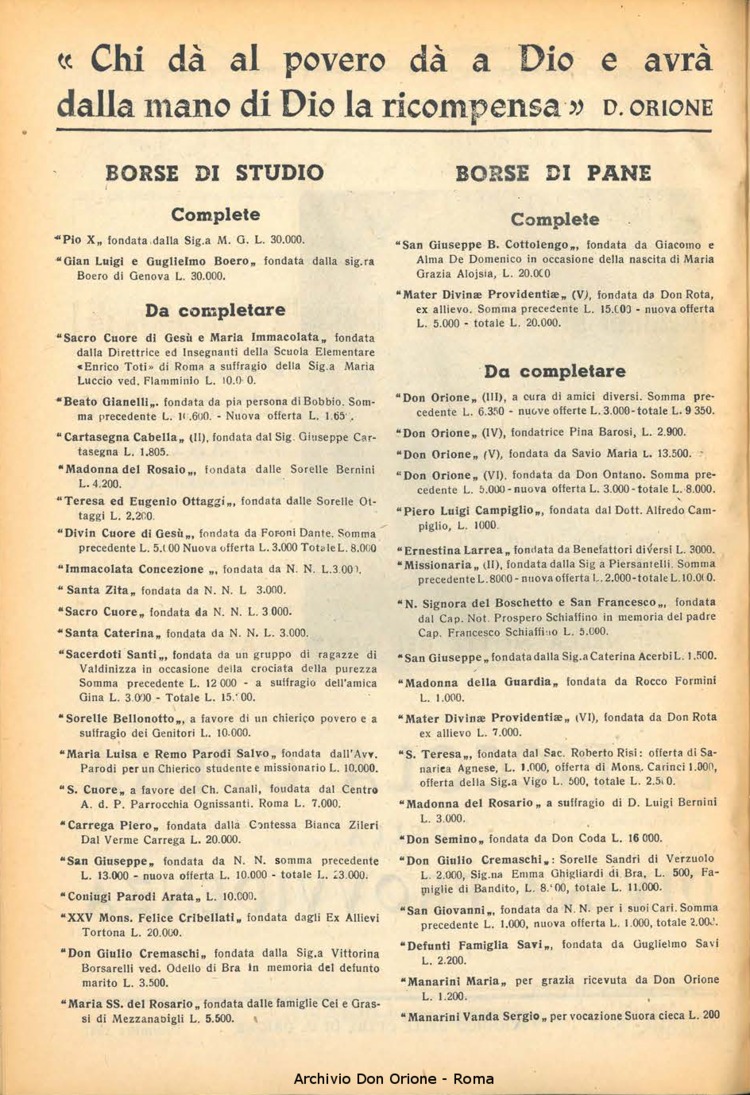 « Chi dà al povero dà a Dio e avrà
dalla mano di Dio la ricompensa » D. ORIONE
BORSE DI STUDIO
Complete
"Pio X„ fondata dalla Sig.a M. G. L. 30.000.
"Gian Luigi e Guglielmo Boero„ fondata dalla sig.ra
Boero di Genova L. 30.000.
Da completare
"Sacro Cuore di Gesù e Maria Immacolata„ fondata
dalla Direttrice ed Insegnanti della Scuola Elementare
«Enrico Toti» di Roma a suffragio della Sig.a Maria
Luccio ved. Flamminio L.
"Beato Gianelli„. fondata da pia persona di Bobbio. Som-
ma precedente L. - Nuova offerta L.
"Cartasegna Cabella„ (II), fondata dal Sig. Giuseppe Car-
tasegna L. 1.805.
"Madonna del Rosaio„, fondata dalle Sorelle Bernini
L. 4.200.
"Teresa ed Eugenio Ottaggi„, fondata dalle Sorelle Ot-
taggi L. 2.200.
"Divin Cuore di Gesù„, fondata da Foroni Dante. Somma
precedente L. Nuova offerta L. 3.000 Totale L. 8.000
"Immacolata Concezione „, fondata da N. N. L.
"Santa Zita„ fondata da N. N. L 3.000.
"Sacro Cuore„ fondata da N. N. L. 3 000.
"Santa Caterina„ fondata da N. N. L. 3.000.
"Sacerdoti Santi„, fondata da un gruppo di ragazze di
Valdinizza in occasione della crociata della purezza
Somma precedente L. 12 000 - a suffragio dell'amica
Gina L. 3.000 - Totale L.
"Sorelle Bellonotto„, a favore di un chierico povero e a
suffragio dei Genitori L. 10.000.
"Maria Luisa e Remo Parodi Salvo„ fondata dall'Avv.
Parodi per un Chierico studente e missionario L. 10.000.
"S. Cuore„ a favore del Ch. Canali, foudata dal Centro
A. d. P. Parrocchia Ognissanti. Roma L. 7.000.
"Carrega Piero„ fondata dalla Contessa Bianca Zileri
Dal Verme Carrega L. 20.000.
"San Giuseppe„ fondata da N. N. somma precedente
L. 13.000 - nuova offerta L. 10.000 - totale L. 23.000.
"Coniugi Parodi Arata„ L. 10.000.
"XXV Mons. Felice Cribellati„ fondata dagli Ex Allievi
Tortona L. 20.000.
"Don Giulio Cremaschi„ fondata dalla Sig.a Vittorina
Borsarelli ved. Odello di Bra in memoria del defunto
marito L. 3.500.
"Maria SS. del Rosario„ fondata dalle famiglie Cei e Gras-
si di Mezzanabigli L. 5.500.
BORSE DI PANE
Complete
"San Giuseppe B. Cottolengo„, fondata da Giacomo e
Alma De Domenico in occasione della nascita di Maria
Grazia Alojsia, L. 20.000
"Mater Divinæ Providentiæ„ (V), fondata da Don Rota,
ex allievo. Somma precedente L. 15.000 - nuova offerta
L. 5.000 - totale L. 20.000.
Da completare
"Don Orione„ (III), a cura di amici diversi. Somma pre-
cedente L. 6.350 - nuove offerte L. 3.000 - totale L. 9 350.
"Don Orione„ (IV), fondatrice Pina Barosi, L. 2.900.
"Don Orione„ (V), fondata da Savio Maria L. 13.500.
"Don Orione„ (VI), fondata da Don Ontano. Somma pre-
cedente L. 5.000 - nuova offerta L. 3.000 - totale L. 8.000.
"Piero Luigi Campiglio„, fondata dal Dott. Alfredo Cam-
piglio, L. 1000.
"Ernestina Larrea„ fondata da Benefattori diversi L. 3000.
"Missionaria„ (II), fondata dalla Sig a Piersantelli. Somma
precedente L. 8000 - nuova offerta L. 2.000 - totale L. 10.000.
"N. Signora del Boschetto e San Francesco„, fondata
dal Cap. Not. Prospero Schiaffino in memoria del padre
Cap. Francesco Schiaffino L. 5.000.
"San Giuseppe„ fondata dalla Sig.a Caterina Acerbi L. 1.500.
"Madonna della Guardia„ fondata da Rocco Formini
L. 1.000.
"Mater Divinæ Providentiæ„ (VI), fondata da Don Rota
ex allievo L. 7.000.
"S. Teresa„, fondata dal Sac. Roberto Risi: offerta di Sa-
narica Agnese, L. 1.000, offerta di Mons. Carinci 1.000,
offerta della Sig.a Vigo L. 500, totale L.
"Madonna del Rosario„ a suffragio di D. Luigi Bernini
L. 3.000.
"Don Semino„ fondata da Don Coda L. 16 000.
"Don Giulio Cremaschi„: Sorelle Sandri di Verzuolo
L. 2.000, Sig.na Emma Ghigliardi di Bra, L. 500, Fa-
miglie di Bandito, L. totale L. 11.000.
"San Giovanni„, fondata da N. N. per i suoi Cari. Somma
precedente L. 1.000, nuova offerta L. 1.000, totale 2.000.
"Defunti Famiglia Savi„, fondata da Guglielmo Savi
L. 2.200.
"Manarini Maria„ per grazia ricevuta da Don Orione
L. 1.200.
"Manarini Vanda Sergio„ per vocazione Suora cieca L. 200
Archivio Don Orione - Roma